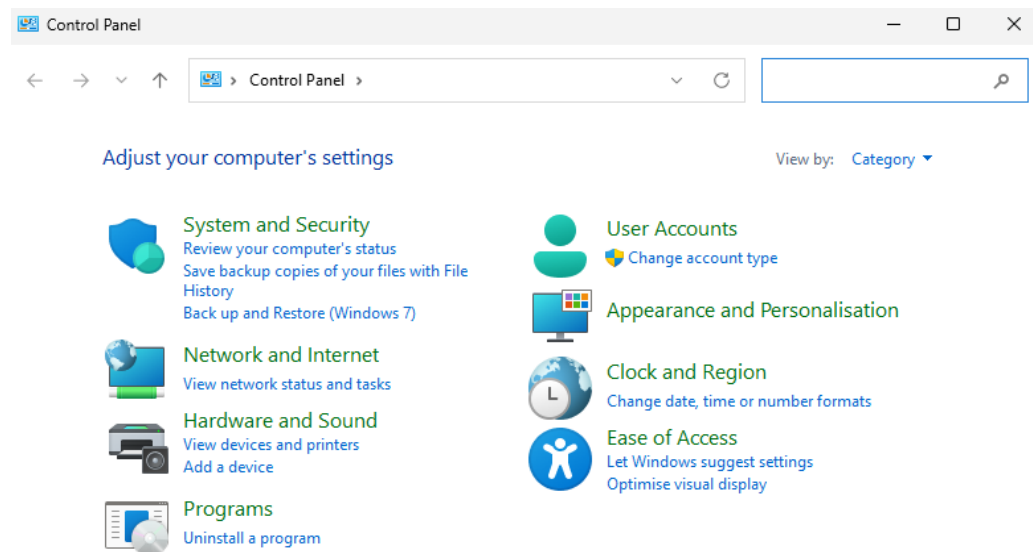 Control Panel
Control Panel
Adjust your computer's settings
View by: Category
System and Security
Review your computer's status
Save backup copies of your files with File
History
Back up and Restore (Windows 7)
Network and Internet
View network status and tasks
Hardware and Sound
View devices and printers
Add a device
Programs
Uninstall a program
User Accounts
Change account type
Appearance and Personalisation
Clock and Region
Change date, time or number formats
Ease of Access
Let Windows suggest settings
Optimise visual display